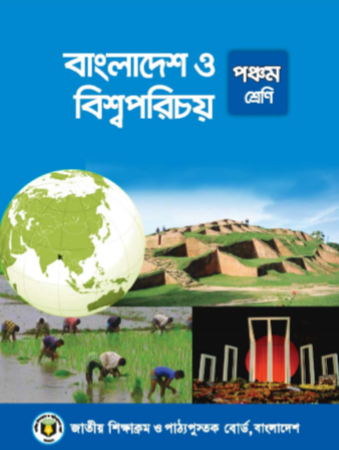 বাংলাদেশ ও
বিশ্বপরিচয়
পঞ্চম
শ্রেণি
জাতীয় শিক্ষাক্রম ও পাঠ্যপুস্তক বোর্ড, বাংলাদেশ